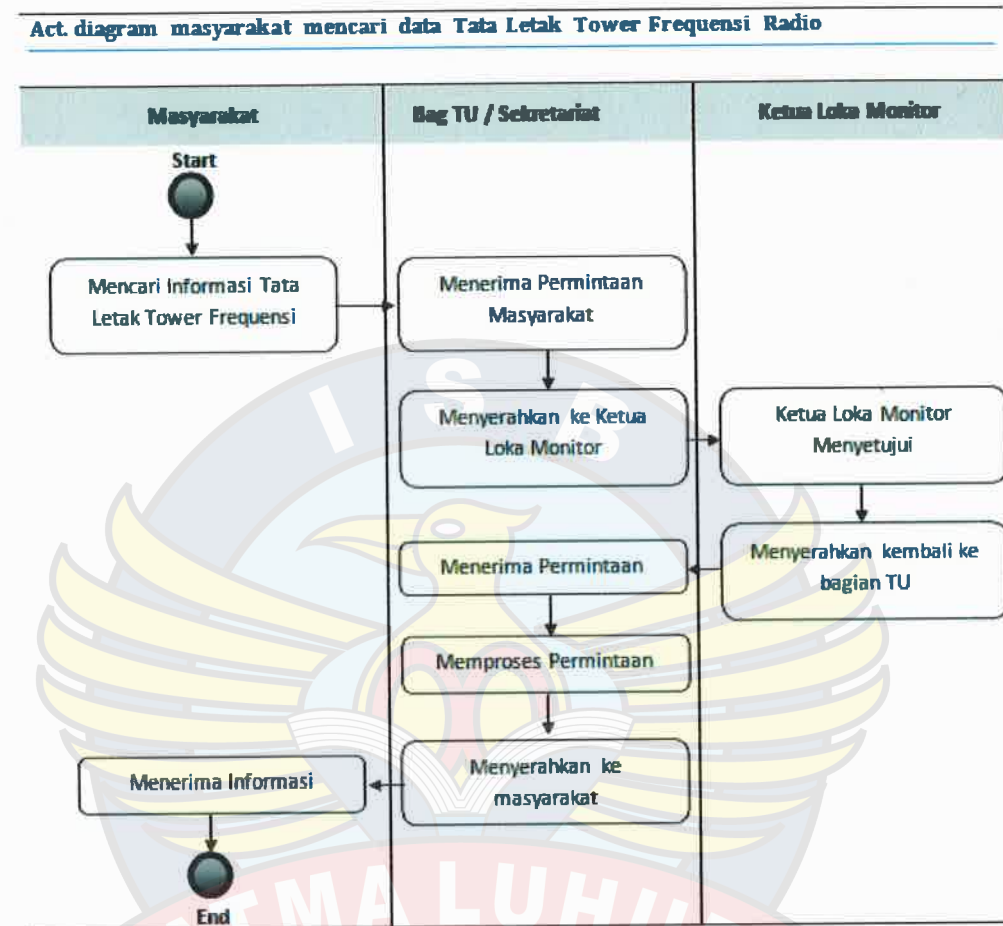 Act. diagram masyarakat mencari data Tata Letak Tower Frequensi Radio
Masyarakat
Bag TU / Sekretariat
Ketua Loka Monitor
Start
Mencari Informasi Tata
Letak Tower Frequensi
Menerima Permintaan
Masyarakat
Menyerahkan ke Ketua
Loka Monitor
Ketua Loka Monitor
Menyetujui
Menyerahkan kembali ke
bagian TU
Menerima Permintaan
Memproses Permintaan
Menyerahkan ke
masyarakat
Menerima Informasi
End
I S B
ATMA LUHUR